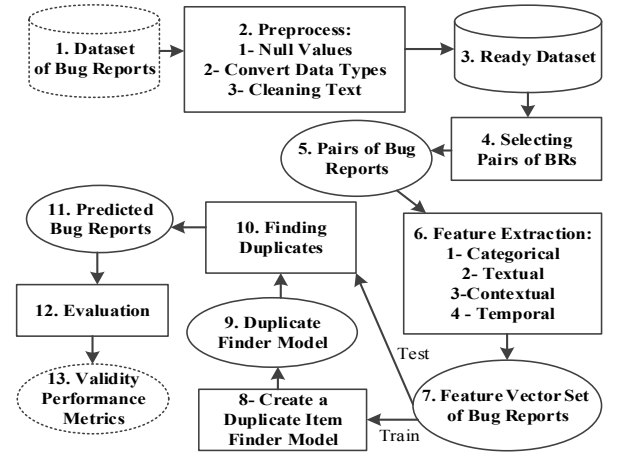 1. Dataset
of Bug Reports
2. Preprocess:
1- Null Values
2- Convert Data Types
3- Cleaning Text
3. Ready Dataset
4. Selecting
Pairs of BRs
5. Pairs of Bug
Reports
6. Feature Extraction:
1- Categorical
2- Textual
3-Contextual
4 - Temporal
7. Feature Vector Set
of Bug Reports
Test
Train
8- Create a
Duplicate Item
Finder Model
9. Duplicate
Finder Model
10. Finding
Duplicates
11. Predicted
Bug Reports
12. Evaluation
13. Validity
Performance
Metrics